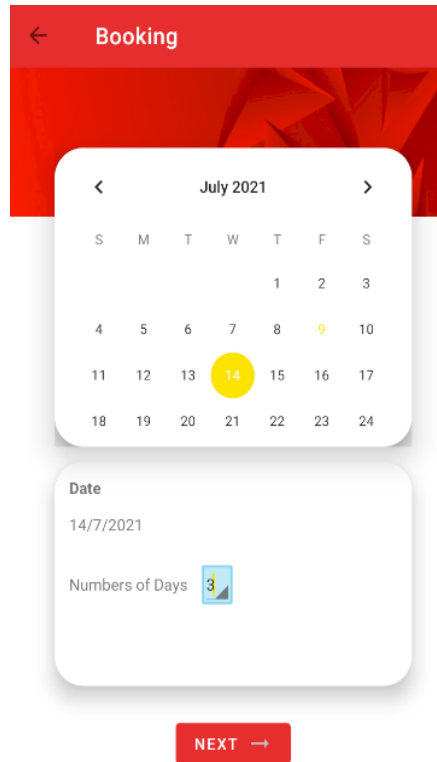 Booking
July 2021
S M T W T F S
1 2 3
4 5 6 7 8 9 10
11 12 13 14 15 16 17
18 19 20 21 22 23 24
Date
14/7/2021
Numbers of Days 3
NEXT →